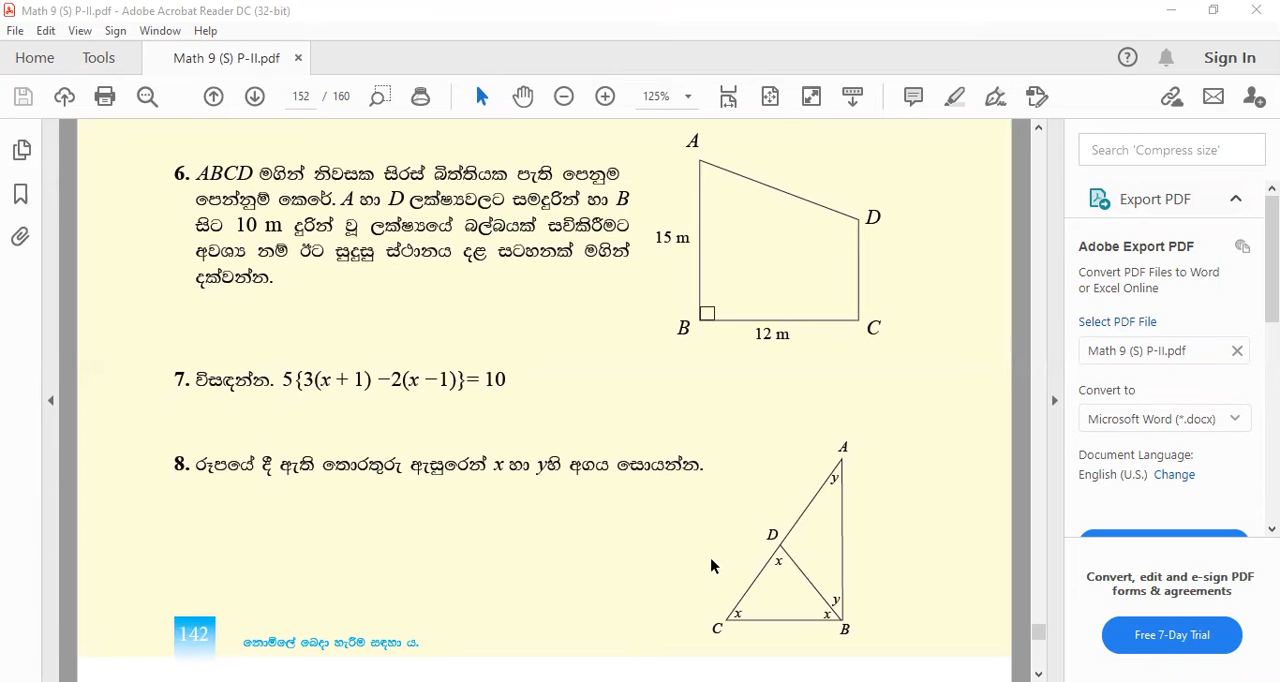 Math 9 (S) P-II.pdf - Adobe Acrobat Reader DC (32-bit)
File Edit View Sign Window Help
Home Tools Math 9 (S) P-II.pdf × Sign In
152 / 160 125%
6. ABCD මගින් නිවසක සිරස් බිත්තියක පැති පෙනුම
පෙන්නුම් කෙරේ. A හා D ලක්ෂ්‍යවලට සමදුරින් හා B
සිට 10 m දුරින් වූ ලක්ෂ්‍යයේ බල්බයක් සවිකිරීමට
අවශ්‍ය නම් ඊට සුදුසු ස්ථානය දළ සටහනක් මගින්
දක්වන්න.
A
D
15 m
B
C
12 m
7. විසඳන්න. 5{3(x + 1) −2(x −1)}= 10
8. රූපයේ දී ඇති තොරතුරු ඇසුරෙන් x හා yහි අගය සොයන්න.
A
y
D
x
y
x
x
C
B
142
නොමිලේ බෙදා හැරීම සඳහා ය.
Search 'Compress size'
Export PDF
Adobe Export PDF
Convert PDF Files to Word
or Excel Online
Select PDF File
Math 9 (S) P-II.pdf
Convert to
Microsoft Word (*.docx)
Document Language:
English (U.S.) Change
Convert, edit and e-sign PDF
forms & agreements
Free 7-Day Trial